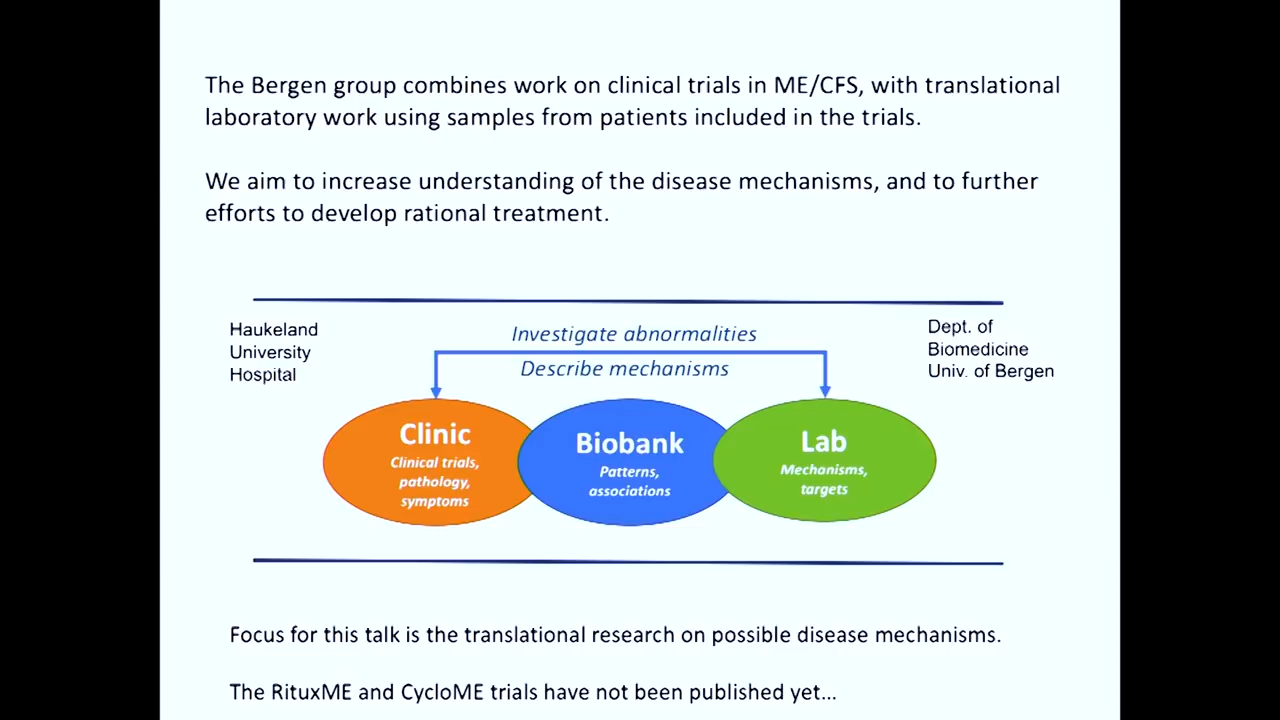 The Bergen group combines work on clinical trials in ME/CFS, with translational
laboratory work using samples from patients included in the trials.
We aim to increase understanding of the disease mechanisms, and to further
efforts to develop rational treatment.
Haukeland
University
Hospital
Investigate abnormalities
Describe mechanisms
Dept. of
Biomedicine
Univ. of Bergen
Clinic
Clinical trials,
pathology,
symptoms
Biobank
Patterns,
associations
Lab
Mechanisms,
targets
Focus for this talk is the translational research on possible disease mechanisms.
The RituxME and CycloME trials have not been published yet...